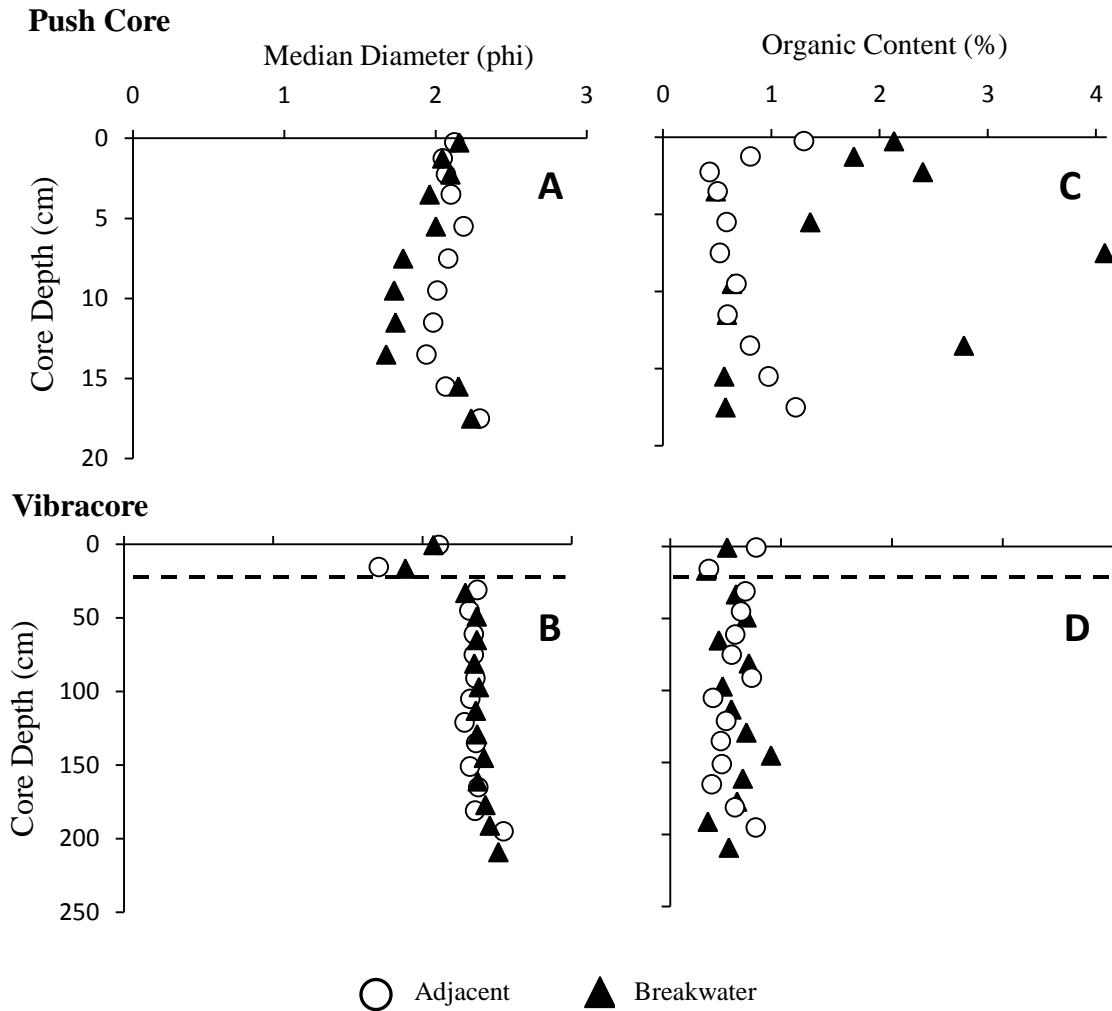 Push Core
Median Diameter (phi)
Organic Content (%)
0 1 2 3
0 1 2 3 4
0
5
10
15
20
Core Depth (cm)
A
C
Vibracore
0
50
100
150
200
250
Core Depth (cm)
B
D
Adjacent
Breakwater